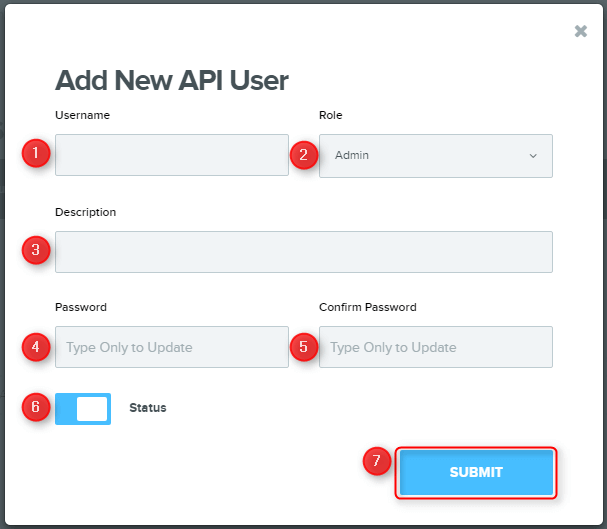 ✖
Add New API User
Username Role
1 2 Admin
Description
3
Password Confirm Password
4 Type Only to Update 5 Type Only to Update
6 Status
7 SUBMIT